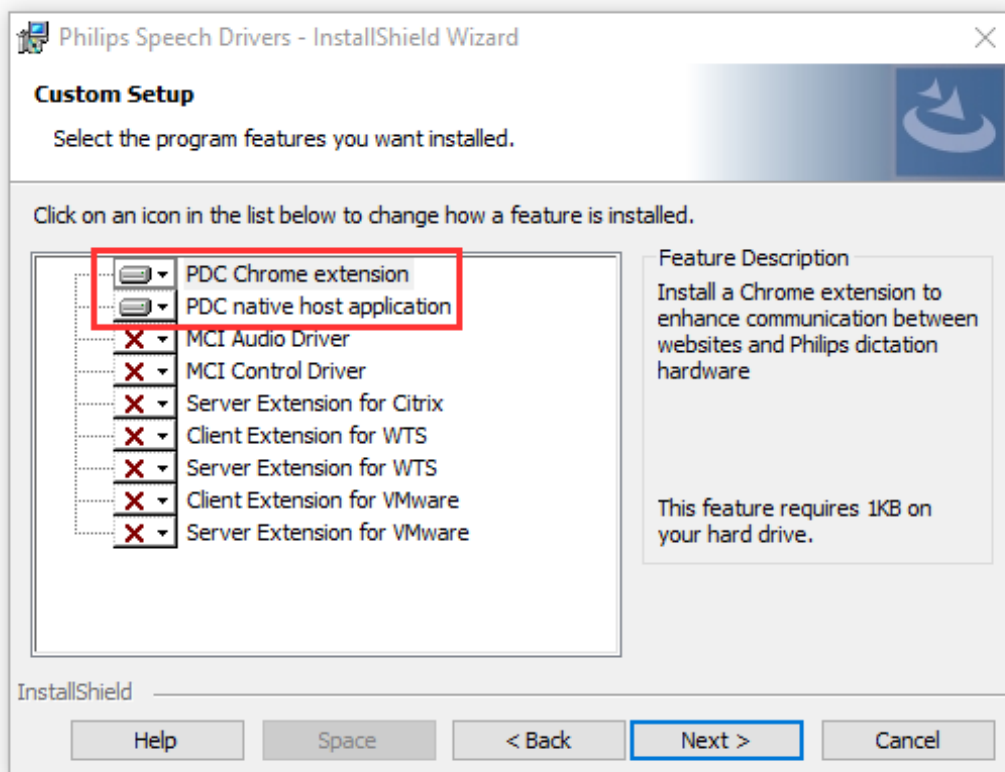 Philips Speech Drivers - InstallShield Wizard
Custom Setup
Select the program features you want installed.
Click on an icon in the list below to change how a feature is installed.
PDC Chrome extension
PDC native host application
MCI Audio Driver
MCI Control Driver
Server Extension for Citrix
Client Extension for WTS
Server Extension for WTS
Client Extension for VMware
Server Extension for VMware
Feature Description
Install a Chrome extension to
enhance communication between
websites and Philips dictation
hardware
This feature requires 1KB on
your hard drive.
InstallShield
Help
Space
< Back
Next >
Cancel